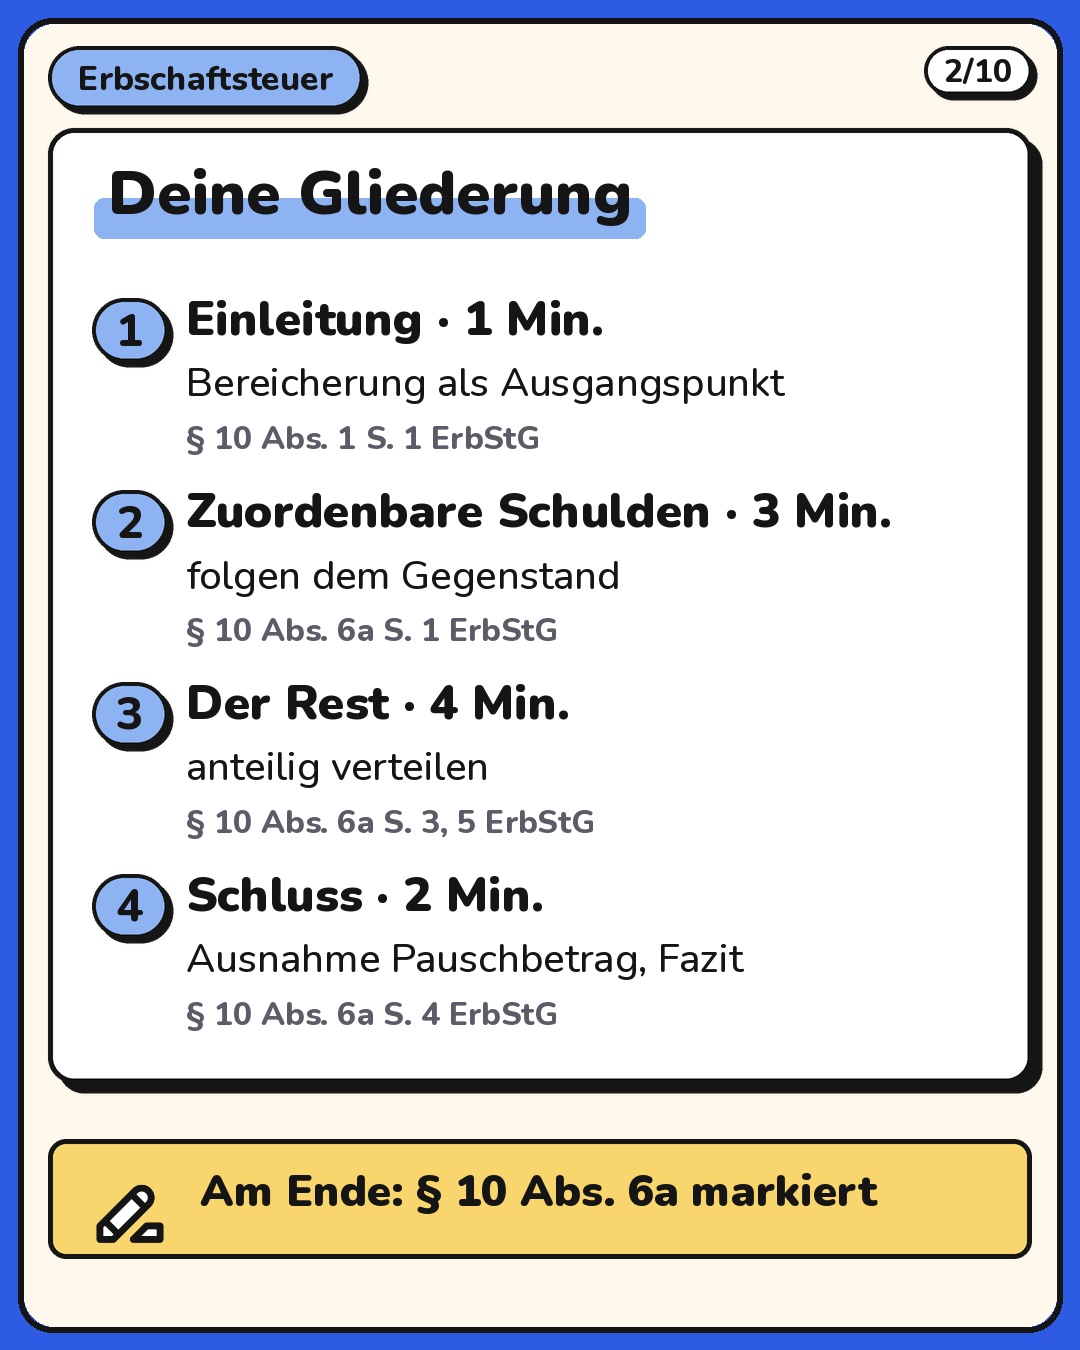 Erbschaftsteuer
2/10
Deine Gliederung
1 Einleitung · 1 Min.
Bereicherung als Ausgangspunkt
§ 10 Abs. 1 S. 1 ErbStG
2 Zuordenbare Schulden · 3 Min.
folgen dem Gegenstand
§ 10 Abs. 6a S. 1 ErbStG
3 Der Rest · 4 Min.
anteilig verteilen
§ 10 Abs. 6a S. 3, 5 ErbStG
4 Schluss · 2 Min.
Ausnahme Pauschbetrag, Fazit
§ 10 Abs. 6a S. 4 ErbStG
Am Ende: § 10 Abs. 6a markiert